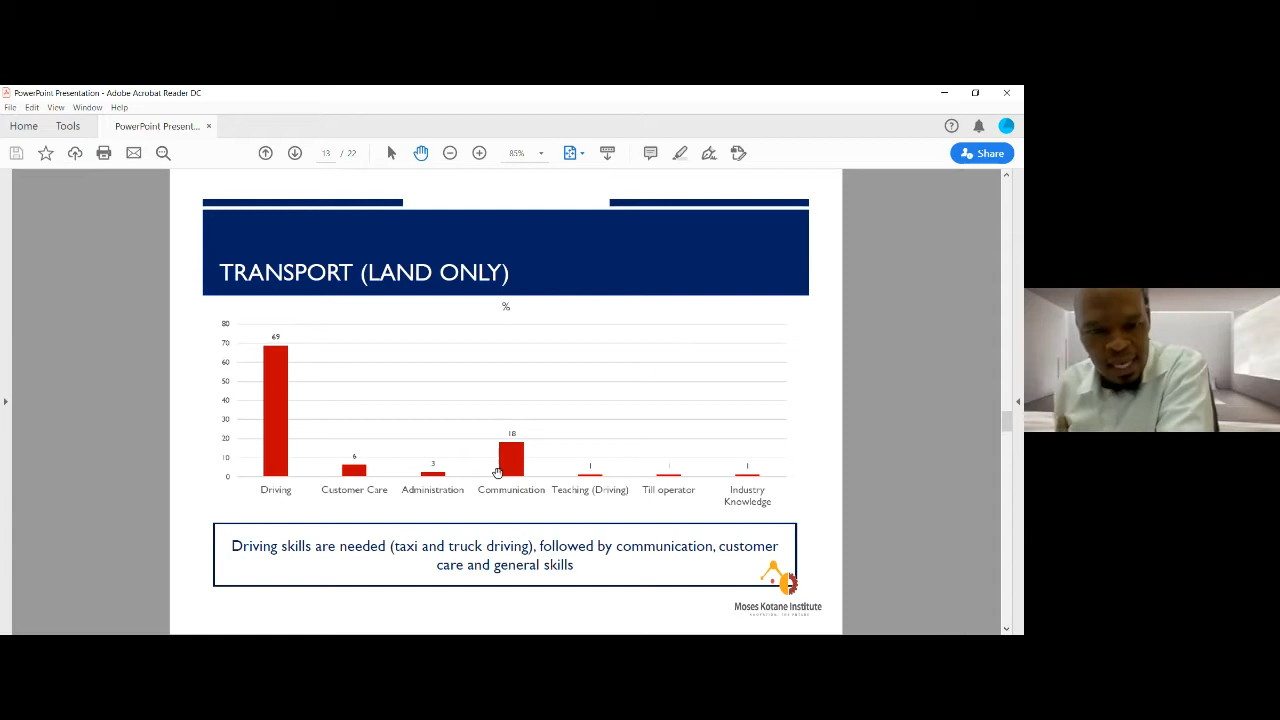 PowerPoint Presentation - Adobe Acrobat Reader DC
File Edit View Window Help
Home Tools PowerPoint Present... ×
13 / 22 85% Share
TRANSPORT (LAND ONLY)
%
80
70
60
50
40
30
20
10
0
69
6
3
18
1
1
1
Driving Customer Care Administration Communication Teaching (Driving) Till operator Industry Knowledge
Driving skills are needed (taxi and truck driving), followed by communication, customer
care and general skills
Moses Kotane Institute